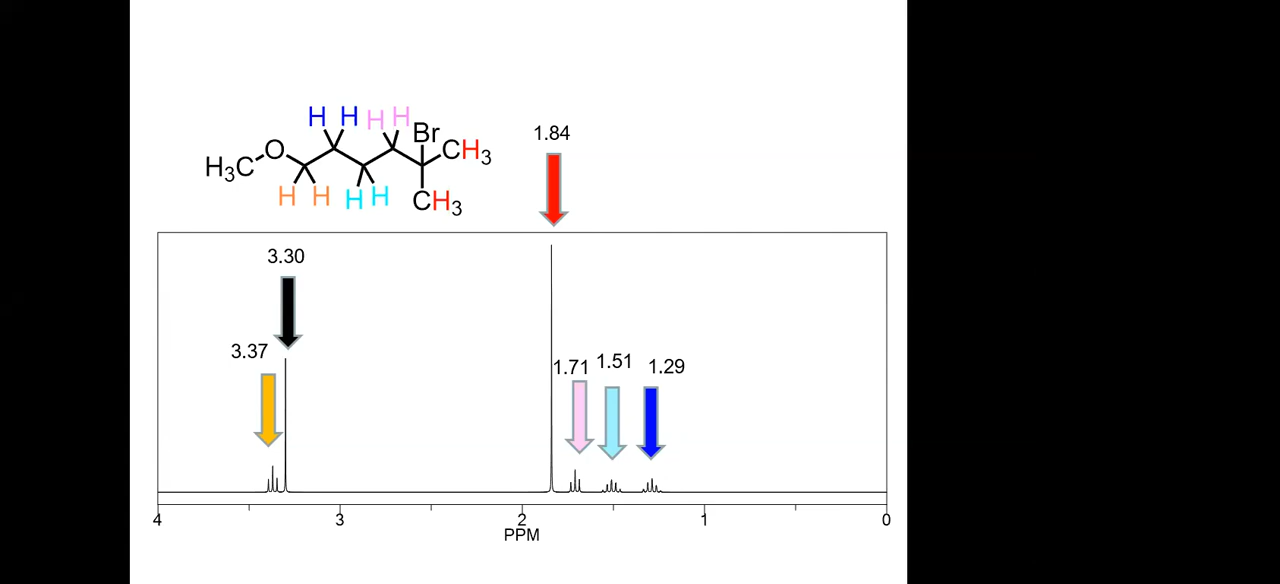 H H H H
Br
O CH3
H3C
H H H H
CH3
1.84
3.30
3.37
1.71 1.51 1.29
4 3 2 1 0
PPM